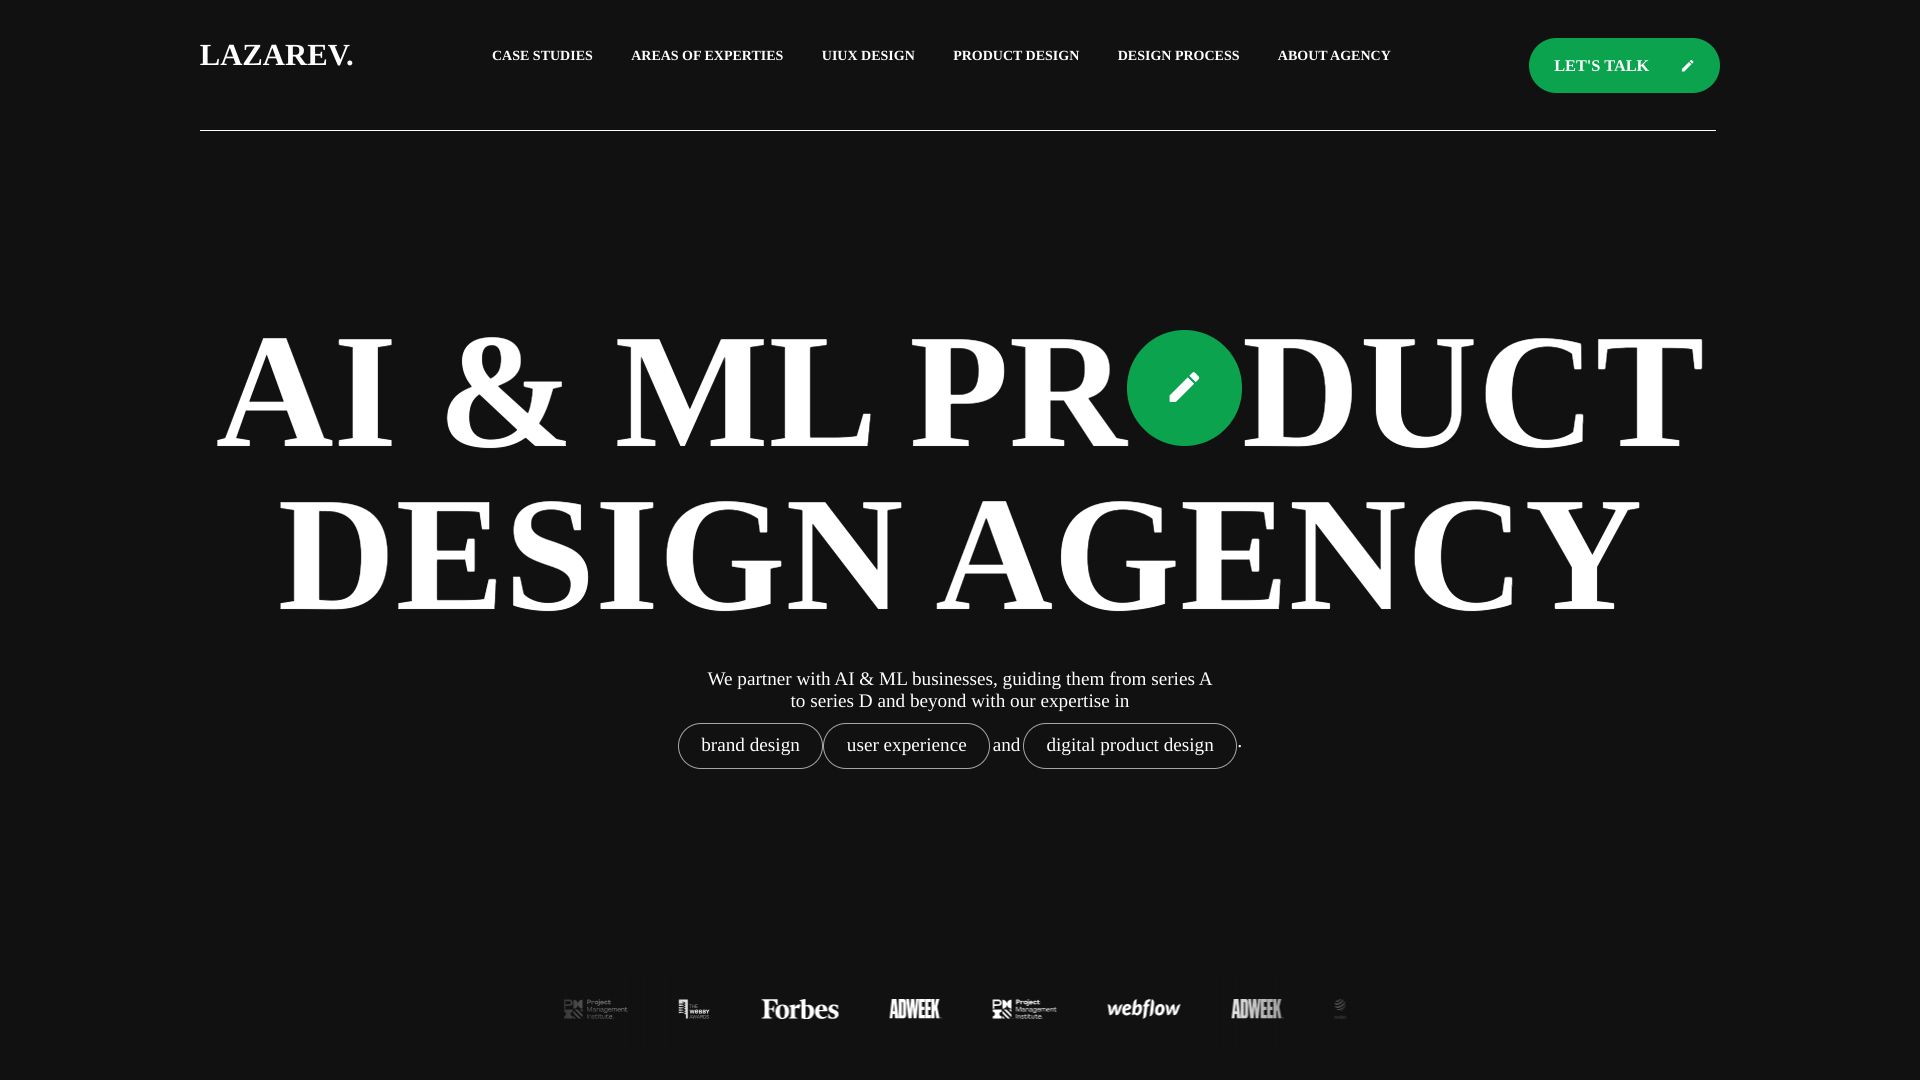 LAZAREV.
CASE STUDIES
AREAS OF EXPERTIES
UIUX DESIGN
PRODUCT DESIGN
DESIGN PROCESS
ABOUT AGENCY
LET'S TALK
AI & ML PR DUCT
DESIGN AGENCY
We partner with AI & ML businesses, guiding them from series A
to series D and beyond with our expertise in
brand design user experience and digital product design .
Project Management Institute.
THE WEBBY AWARDS
Forbes
ADWEEK
Project Management Institute.
webflow
ADWEEK